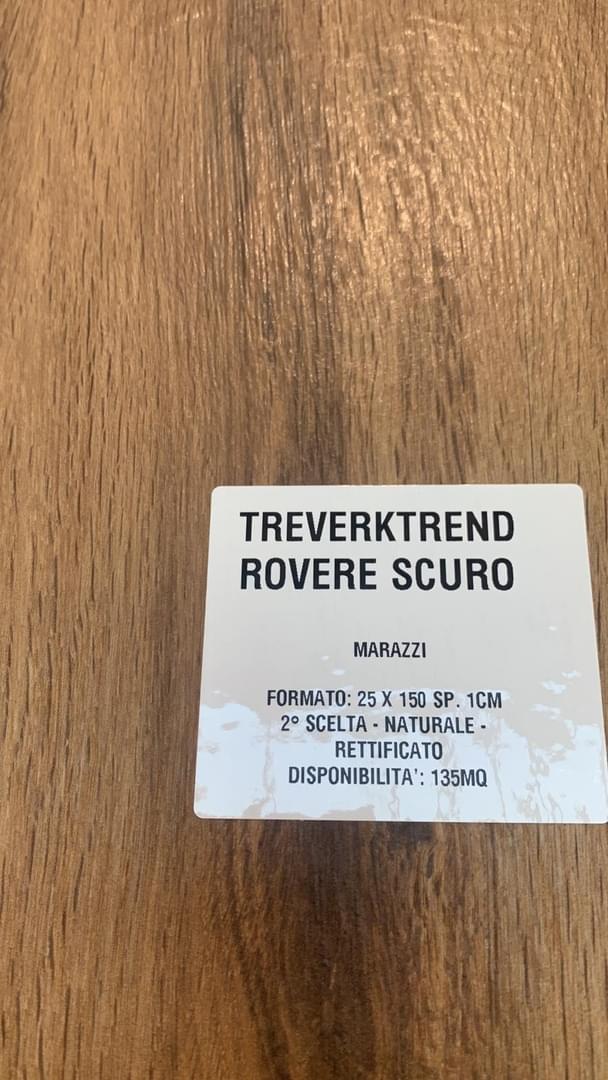 TREVERKTREND
ROVERE SCURO
MARAZZI
FORMATO: 25 X 150 SP. 1CM
2° SCELTA - NATURALE -
RETTIFICATO
DISPONIBILITA': 135MQ